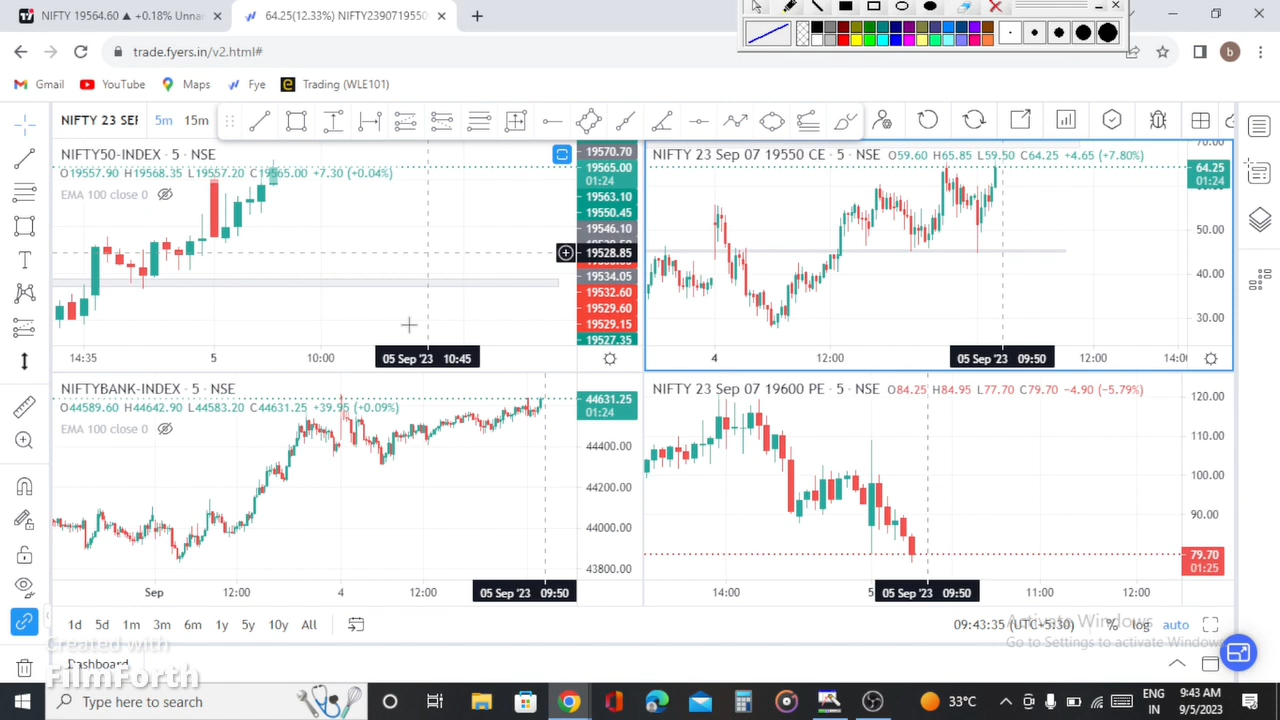 NIFTY 19564.60 ▲ +0.18% Unna
64.25(12.33%) NIFTY2390719550
trade.fyers.in/v2.html#
b
Gmail YouTube Maps Fye Trading (WLE101)
NIFTY 23 SEP 5m 15m
NIFTY50-INDEX · 5 · NSE
O19557.90 H19568.35 L19557.20 C19565.00 +7.30 (+0.04%)
EMA 100 close 0
19570.70
19565.00
01:24
19563.10
19550.45
19546.10
19528.85
19534.05
19532.60
19529.60
19529.15
19527.35
14:35 5 10:00 05 Sep '23 10:45
NIFTY 23 Sep 07 19550 CE · 5 · NSE O59.60 H65.85 L59.50 C64.25 +4.65 (+7.80%)
70.00
64.25
01:24
50.00
40.00
30.00
4 12:00 05 Sep '23 09:50 12:00 14:00
NIFTYBANK-INDEX · 5 · NSE
O44589.60 H44642.90 L44583.20 C44631.25 +39.95 (+0.09%)
EMA 100 close 0
44631.25
01:24
44400.00
44200.00
44000.00
43800.00
Sep 12:00 4 12:00 05 Sep '23 09:50
NIFTY 23 Sep 07 19600 PE · 5 · NSE O84.25 H84.95 L77.70 C79.70 −4.90 (−5.79%)
120.00
110.00
100.00
90.00
79.70
01:25
14:00 5 05 Sep '23 09:50 11:00 12:00
1d 5d 1m 3m 6m 1y 5y 10y All
09:43:35 (UTC+5:30) % log auto
Activate Windows
Go to Settings to activate Windows
Created with
Filmforth
Dashboard
Type here to search
33°C
ENG
IN
9:43 AM
9/5/2023